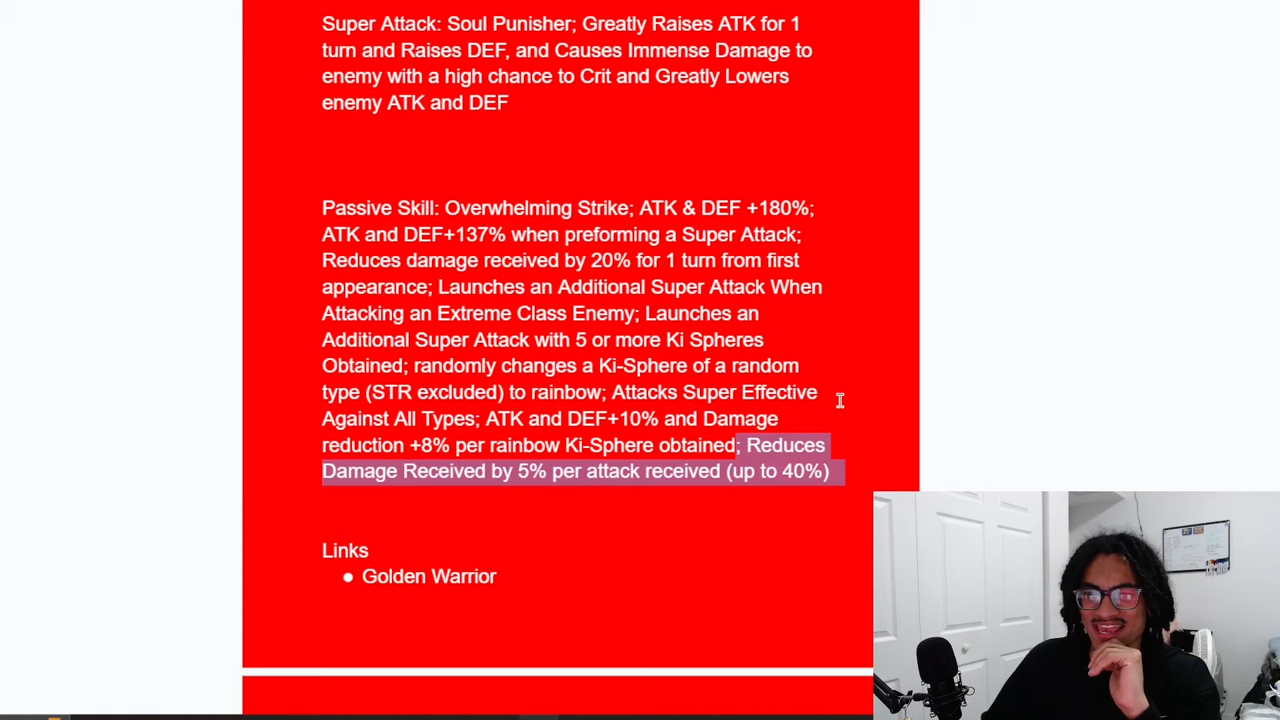 Super Attack: Soul Punisher; Greatly Raises ATK for 1
turn and Raises DEF, and Causes Immense Damage to
enemy with a high chance to Crit and Greatly Lowers
enemy ATK and DEF
Passive Skill: Overwhelming Strike; ATK & DEF +180%;
ATK and DEF+137% when preforming a Super Attack;
Reduces damage received by 20% for 1 turn from first
appearance; Launches an Additional Super Attack When
Attacking an Extreme Class Enemy; Launches an
Additional Super Attack with 5 or more Ki Spheres
Obtained; randomly changes a Ki-Sphere of a random
type (STR excluded) to rainbow; Attacks Super Effective
Against All Types; ATK and DEF+10% and Damage
reduction +8% per rainbow Ki-Sphere obtained; Reduces
Damage Received by 5% per attack received (up to 40%)
Links
● Golden Warrior